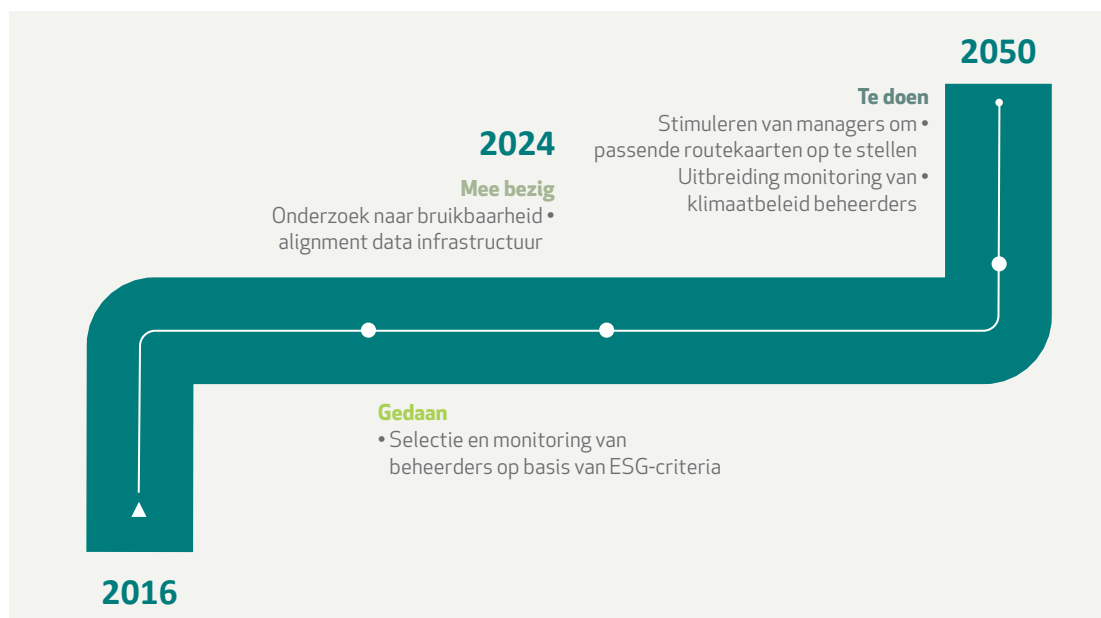 2050
Te doen
Stimuleren van managers om •
passende routekaarten op te stellen
Uitbreiding monitoring van •
klimaatbeleid beheerders
2024
Mee bezig
Onderzoek naar bruikbaarheid •
alignment data infrastructuur
Gedaan
• Selectie en monitoring van
beheerders op basis van ESG-criteria
2016